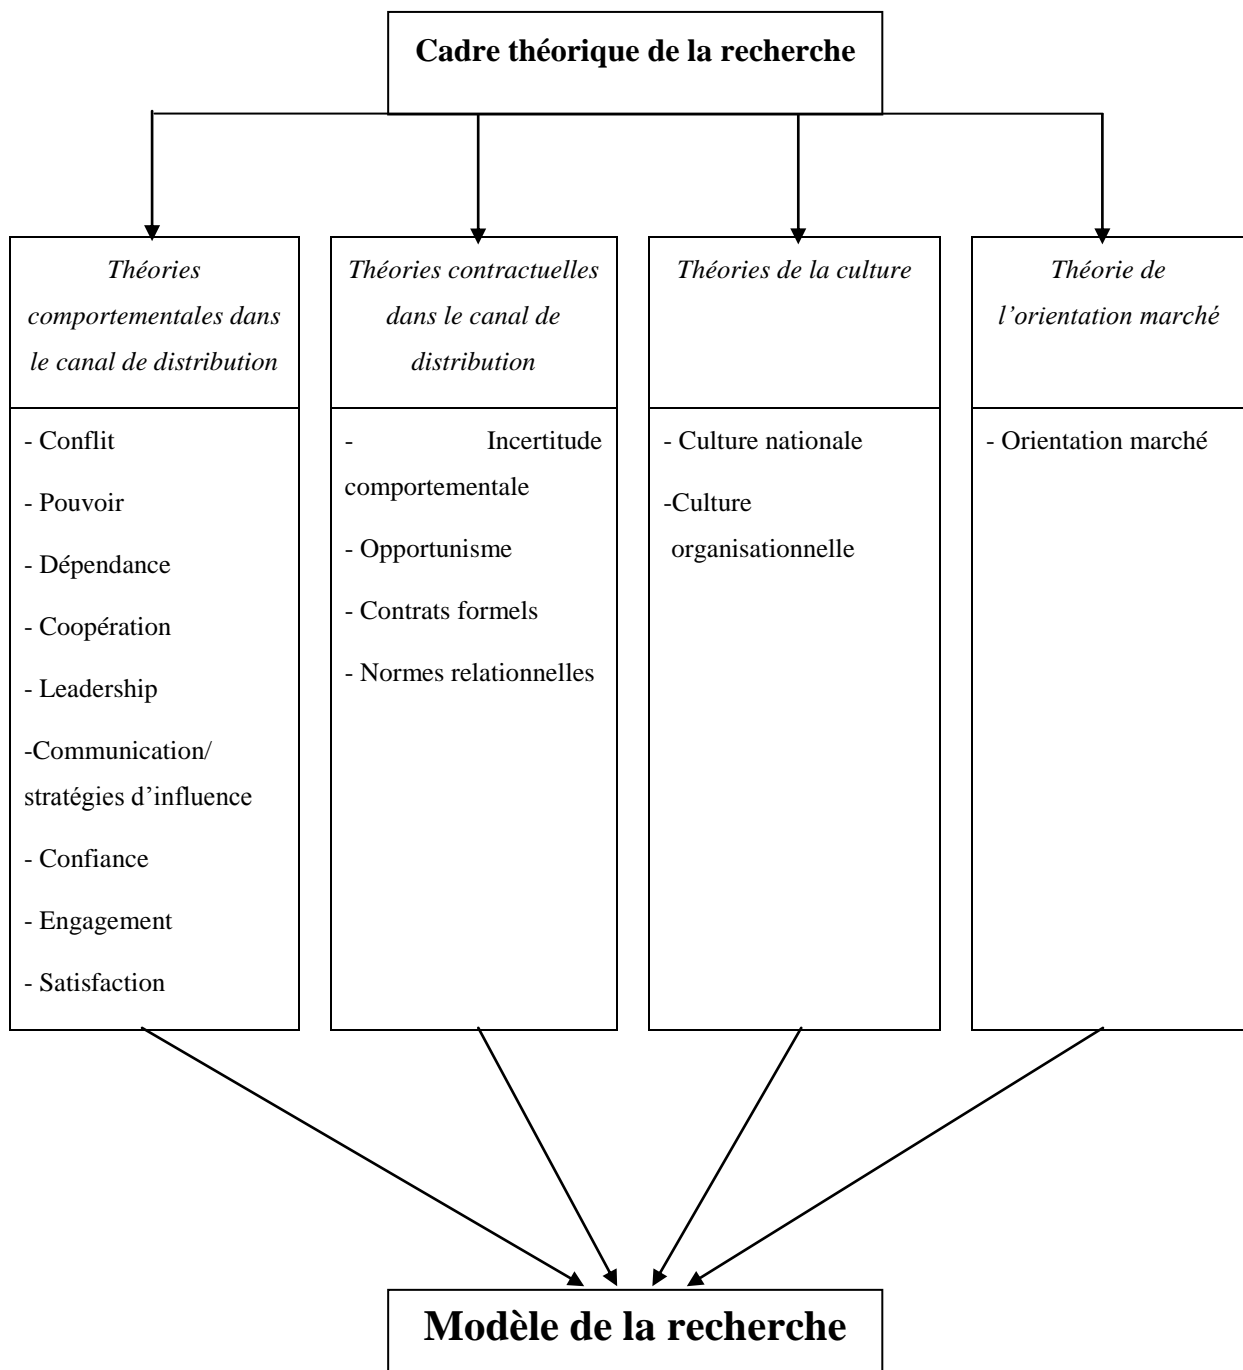 Cadre théorique de la recherche
Théories
comportementales dans
le canal de distribution
- Conflit
- Pouvoir
- Dépendance
- Coopération
- Leadership
-Communication/
stratégies d’influence
- Confiance
- Engagement
- Satisfaction
Théories contractuelles
dans le canal de
distribution
- Incertitude
comportementale
- Opportunisme
- Contrats formels
- Normes relationnelles
Théories de la culture
- Culture nationale
-Culture
organisationnelle
Théorie de
l’orientation marché
- Orientation marché
Modèle de la recherche